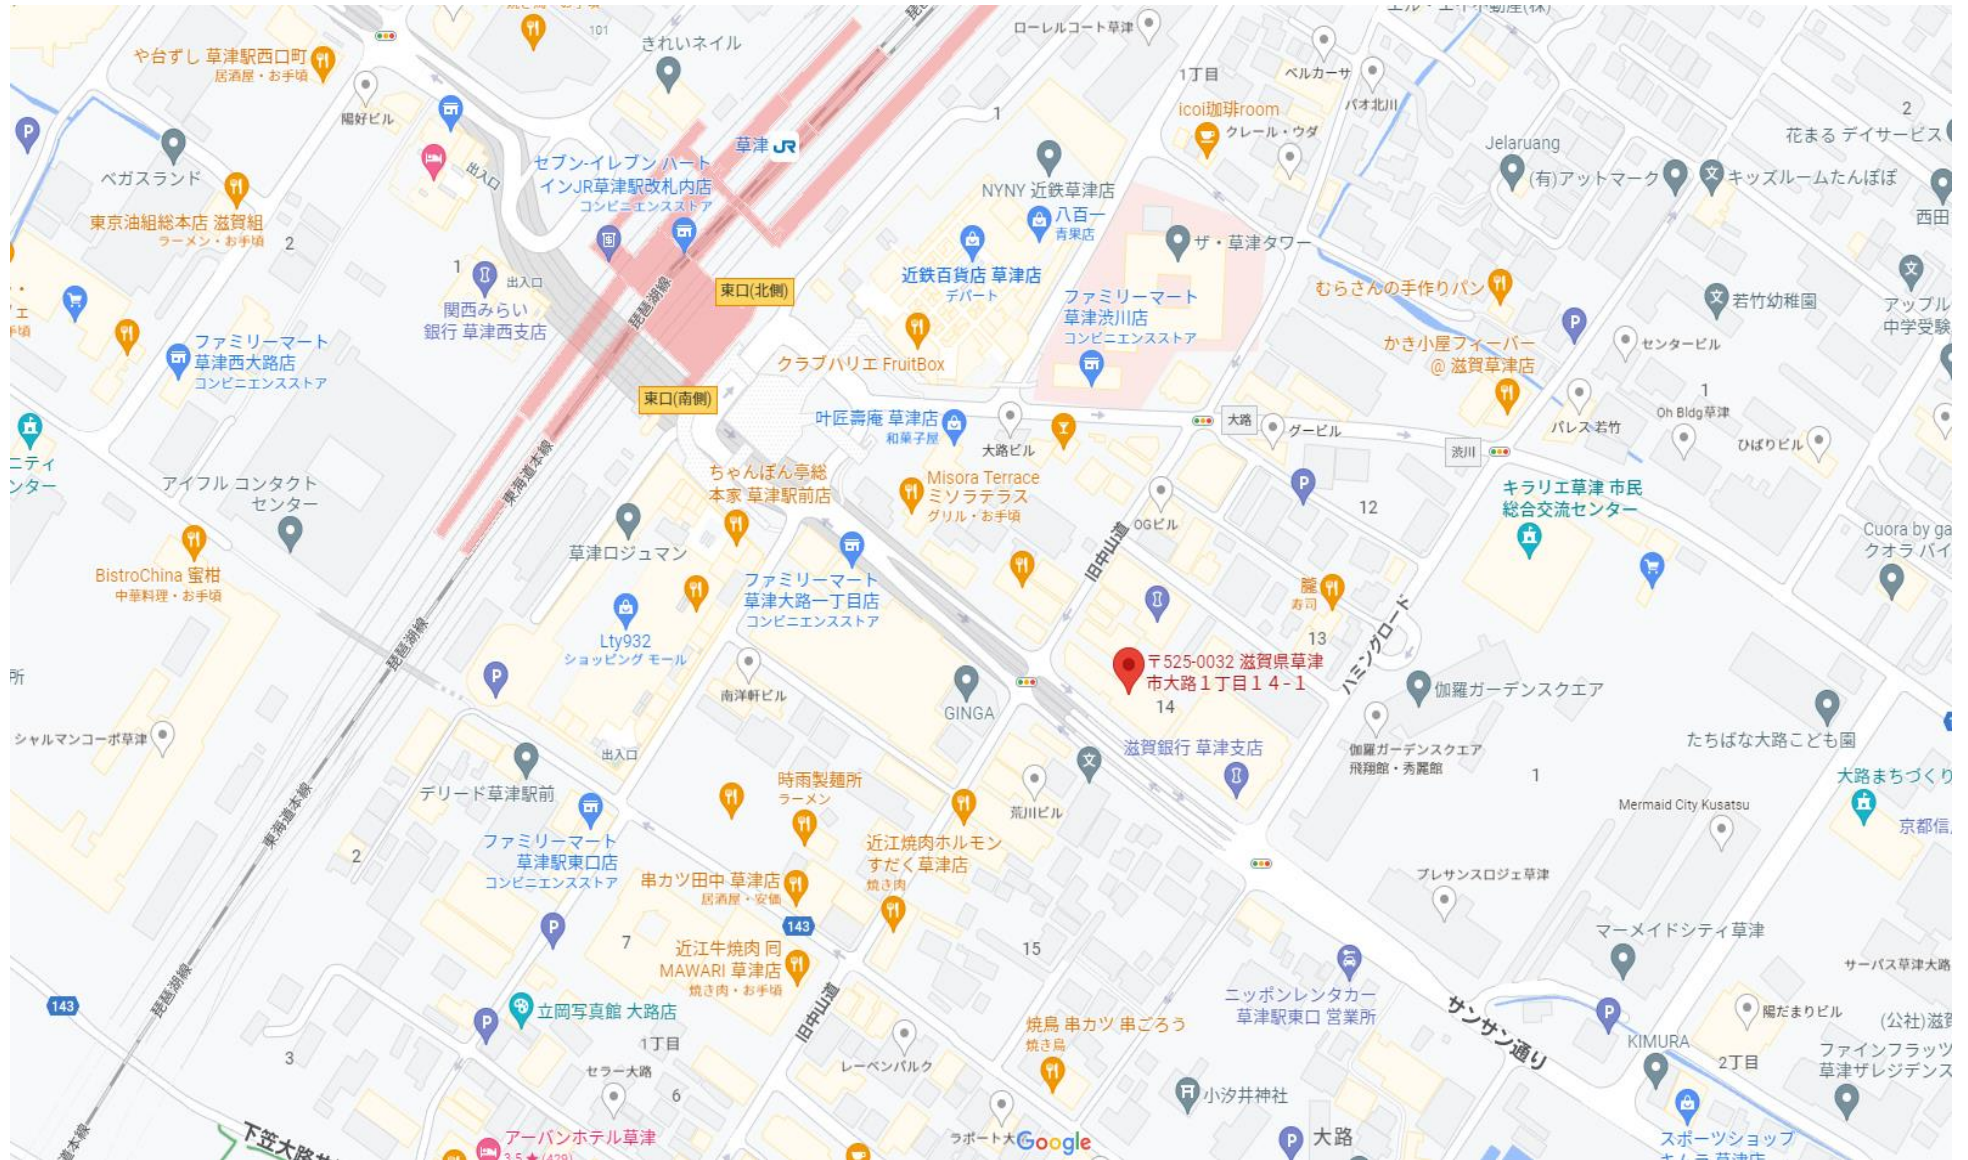 101
きれいネイル
ローレルコート草津
や台ずし 草津駅西口町
居酒屋・お手頃
陽好ビル
1丁目
ベルカーサ
パオ北川
icoi珈琲room
クレール・ウダ
1
2
花まる デイサービス
Jelaruang
(有)アットマーク
キッズルームたんぽぽ
西田
草津 JR
セブン-イレブン ハート
インJR草津駅改札内店
コンビニエンスストア
出入口
ベガスランド
東京油組総本店 滋賀組
ラーメン・お手頃
2
NYNY 近鉄草津店
八百一
青果店
ザ・草津タワー
近鉄百貨店 草津店
デパート
東口(北側)
琵琶湖線
1
出入口
関西みらい
銀行 草津西支店
ファミリーマート
草津渋川店
コンビニエンスストア
むらさんの手作りパン
若竹幼稚園
アップル
中学受験
センタービル
かき小屋フィーバー
@ 滋賀草津店
ファミリーマート
草津西大路店
コンビニエンスストア
クラブハリエ FruitBox
東口(南側)
叶匠壽庵 草津店
和菓子屋
大路ビル
大路
グービル
渋川
パレス 若竹
1
Oh Bldg草津
ひばりビル
ニティ
ンター
アイフル コンタクト
センター
東海道本線
ちゃんぽん亭総
本家 草津駅前店
Misora Terrace
ミソラテラス
グリル・お手頃
OGビル
12
キラリエ草津 市民
総合交流センター
Cuora by ga
クオラ バイ
草津ロジュマン
旧中山道
BistroChina 蜜柑
中華料理・お手頃
ファミリーマート
草津大路一丁目店
コンビニエンスストア
寿司
13
ハミングロード
琵琶湖線
Lty932
ショッピング モール
〒525-0032 滋賀県草津
市大路1丁目14-1
14
伽羅ガーデンスクエア
所
南洋軒ビル
GINGA
シャルマンコーポ草津
出入口
滋賀銀行 草津支店
伽羅ガーデンスクエア
飛翔館・秀麗館
たちばな大路こども園
1
大路まちづくり
デリード草津駅前
時雨製麺所
ラーメン
荒川ビル
Mermaid City Kusatsu
京都信
東海道本線
2
ファミリーマート
草津駅東口店
コンビニエンスストア
近江焼肉ホルモン
すだく草津店
焼き肉
串カツ田中 草津店
居酒屋・安価
プレサンスロジェ草津
143
7
近江牛焼肉 囘
MAWARI 草津店
焼き肉・お手頃
15
マーメイドシティ草津
サーパス草津大路
琵琶湖線
143
立岡写真館 大路店
旧中山道
ニッポンレンタカー
草津駅東口 営業所
サンサン通り
陽だまりビル
(公社)滋賀
焼鳥 串カツ 串ごろう
焼き鳥
KIMURA
2丁目
ファインフラッツ
草津ザレジデンス
3
1丁目
セラー大路
6
レーベンバルク
小汐井神社
アーバンホテル草津
3.5★(429)
ラポート大
Google
大路
スポーツショップ
下笠大路